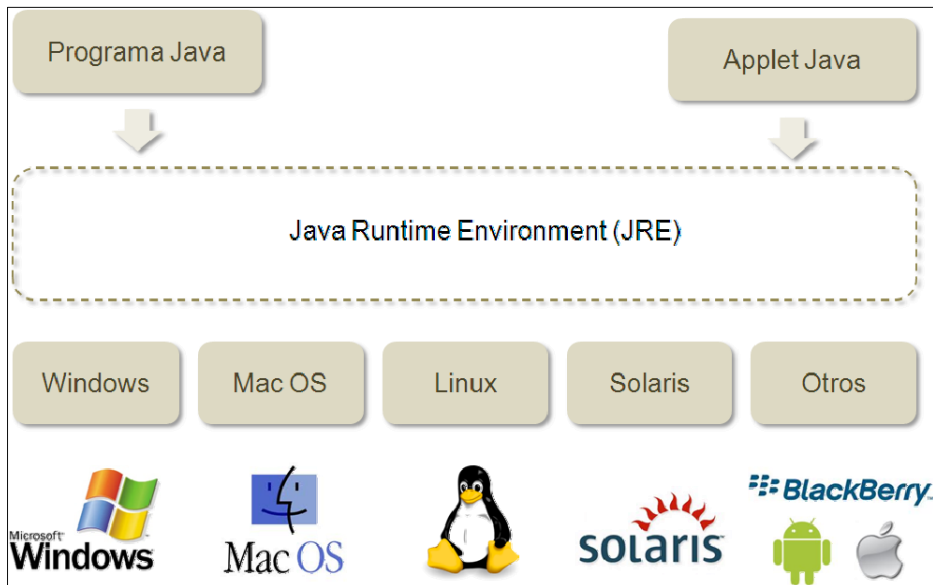 Programa Java
Applet Java
Java Runtime Environment (JRE)
Windows
Mac OS
Linux
Solaris
Otros
Microsoft
Windows
Mac OS
solaris
BlackBerry